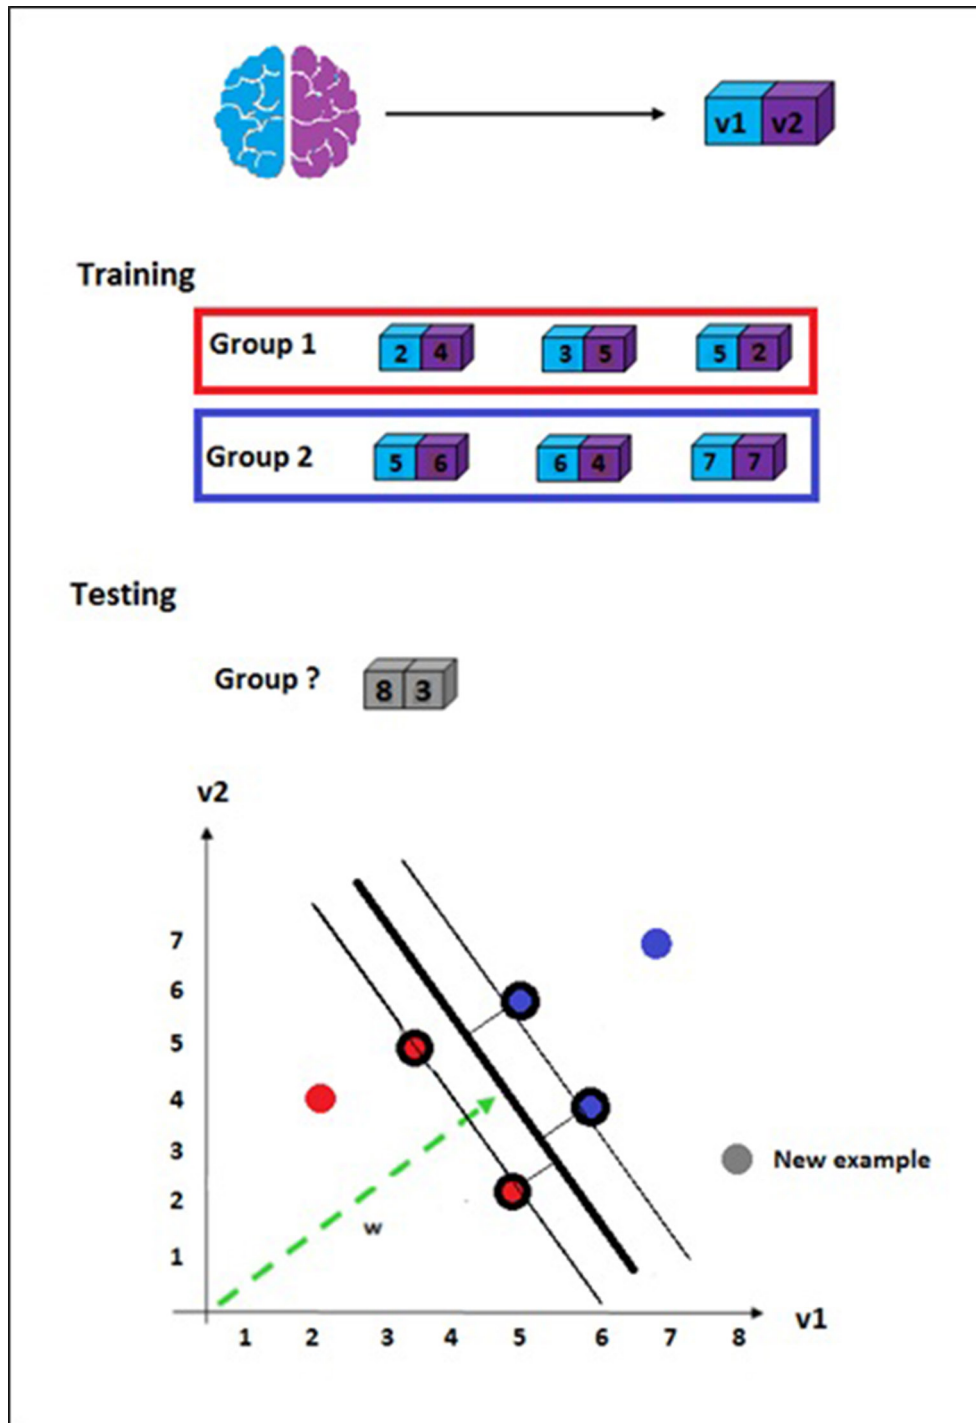 v1 v2
Training
Group 1 2 4 3 5 5 2
Group 2 5 6 6 4 7 7
Testing
Group ? 8 3
v2
7
6
5
4
3
2
1
New example
w
v1
1 2 3 4 5 6 7 8